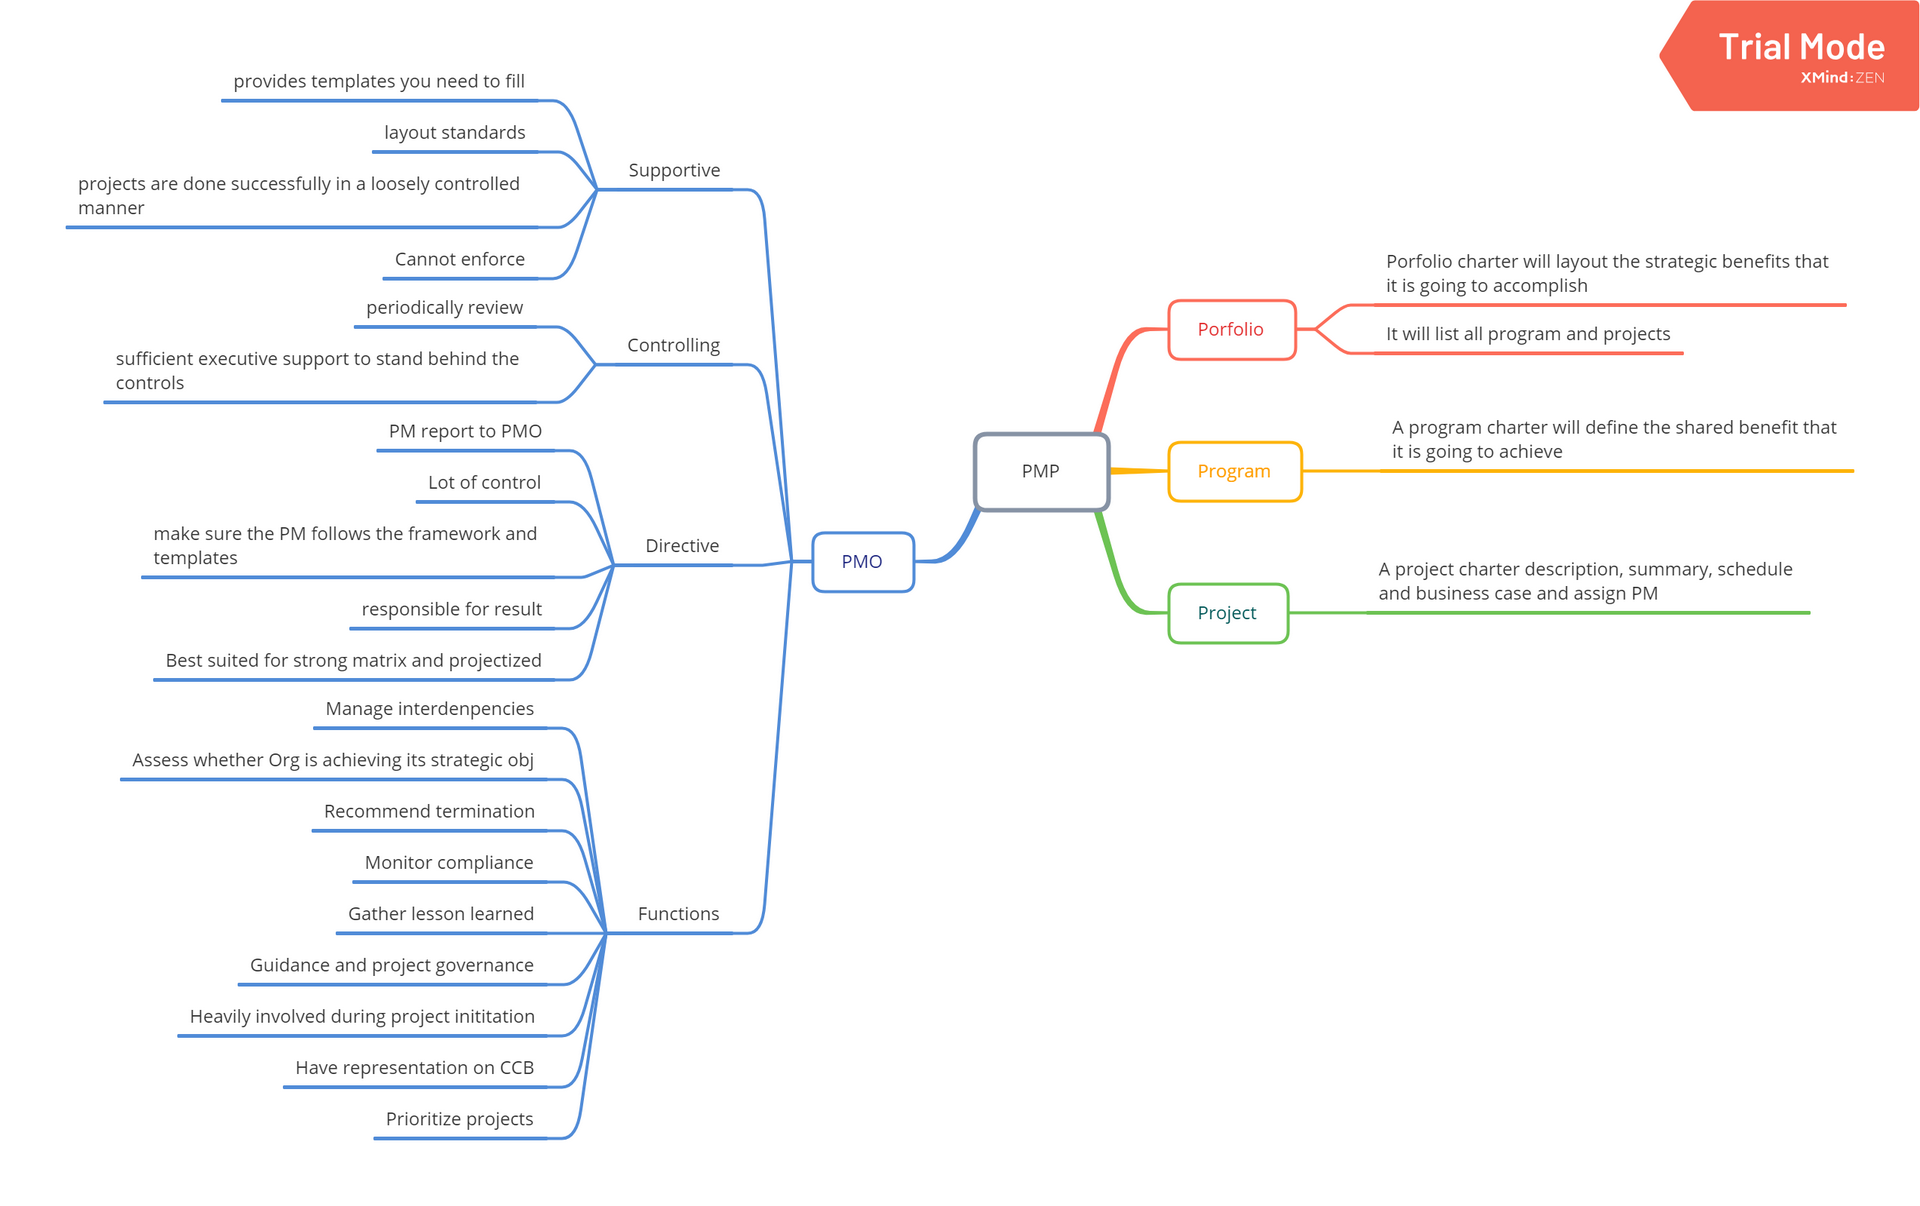 Trial Mode
XMind:ZEN
provides templates you need to fill
layout standards
projects are done successfully in a loosely controlled
manner
Cannot enforce
Supportive
periodically review
sufficient executive support to stand behind the
controls
Controlling
PM report to PMO
Lot of control
make sure the PM follows the framework and
templates
responsible for result
Best suited for strong matrix and projectized
Directive
Manage interdenpencies
Assess whether Org is achieving its strategic obj
Recommend termination
Monitor compliance
Gather lesson learned
Guidance and project governance
Heavily involved during project inititation
Have representation on CCB
Prioritize projects
Functions
PMO
PMP
Porfolio
Porfolio charter will layout the strategic benefits that
it is going to accomplish
It will list all program and projects
Program
A program charter will define the shared benefit that
it is going to achieve
Project
A project charter description, summary, schedule
and business case and assign PM